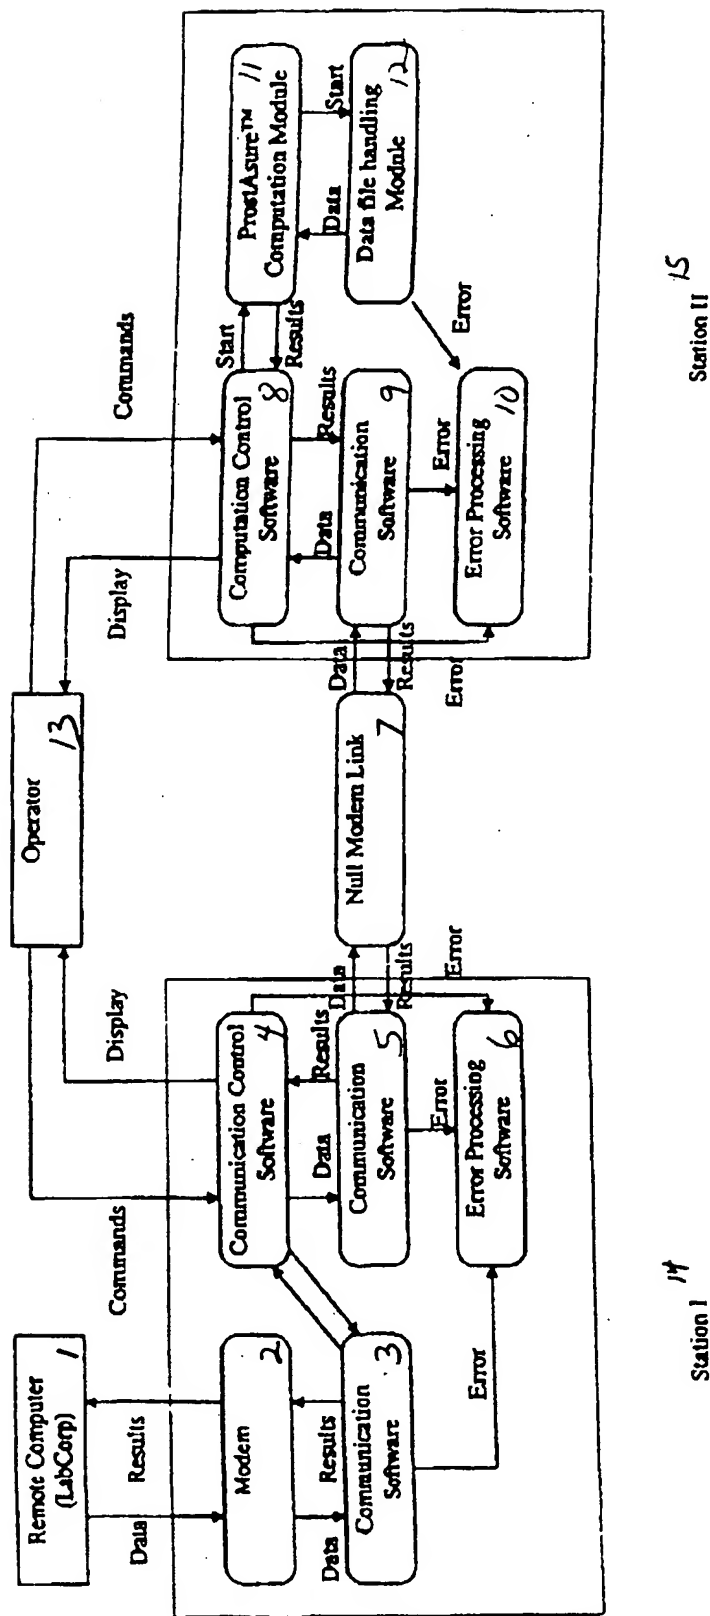 Remote Computer
(LabCorp)
1
Data
Results
Modem
2
Data
Results
Communication
Software
3
Error
Commands
Display
Communication Control
Software
4
Data
Results
Communication
Software
5
Error
Error Processing
Software
6
Error
Data
Results
Station I
14
Operator
13
Null Modem Link
7
Display
Commands
Data
Results
Error
Computation Control
Software
8
Start
Results
Data
Results
Communication
Software
9
Error
Error Processing
Software
10
Error
ProstAsure™
Computation Module
11
Data
Start
Data file handling
Module
12
Station II
15